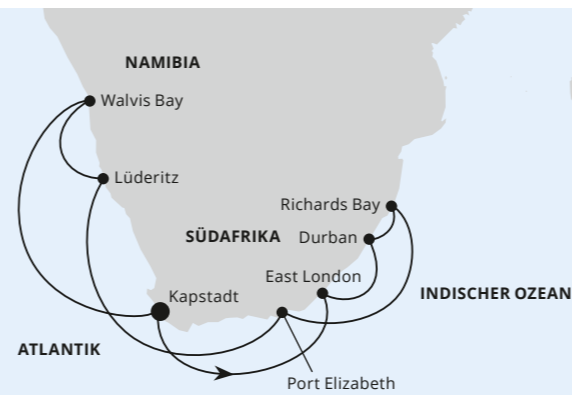 NAMIBIA
Walvis Bay
Lüderitz
Richards Bay
SÜDAFRIKA
Durban
East London
Kapstadt
INDISCHER OZEAN
ATLANTIK
Port Elizabeth